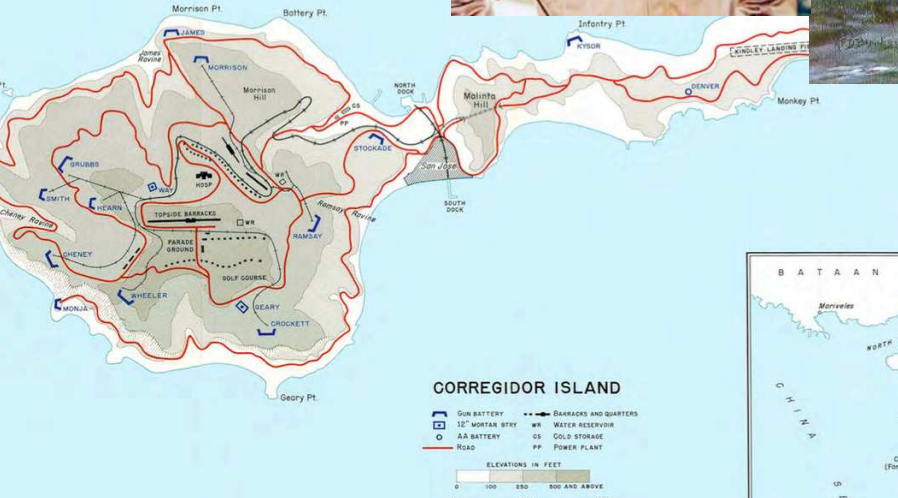 Morrison Pt.
Battery Pt.
Infantry Pt.
JAMES
James
Ravine
KYSOR
MORRISON
Morrison
Hill
NORTH
DOCK
Malinta
Hill
KINDLEY LANDING
DENVER
Monkey Pt.
CS
PP
STOCKADE
San Jose
SOUTH
DOCK
GRUBBS
SMITH
HEARN
WAY
HOSP
WR
Ramsay Ravine
RAMSAY
TOPSIDE BARRACKS
WR
PARADE
GROUND
Cheney Ravine
CHENEY
GOLF COURSE
WHEELER
MONJA
GEARY
CROCKETT
Geary Pt.
CORREGIDOR ISLAND
GUN BATTERY
12" MORTAR BTRY
AA BATTERY
ROAD
BARRACKS AND QUARTERS
WR WATER RESERVOIR
CS COLD STORAGE
PP POWER PLANT
ELEVATIONS IN FEET
0 100 250 500 AND ABOVE
BATAAN
Mariveles
NORTH
CHINA